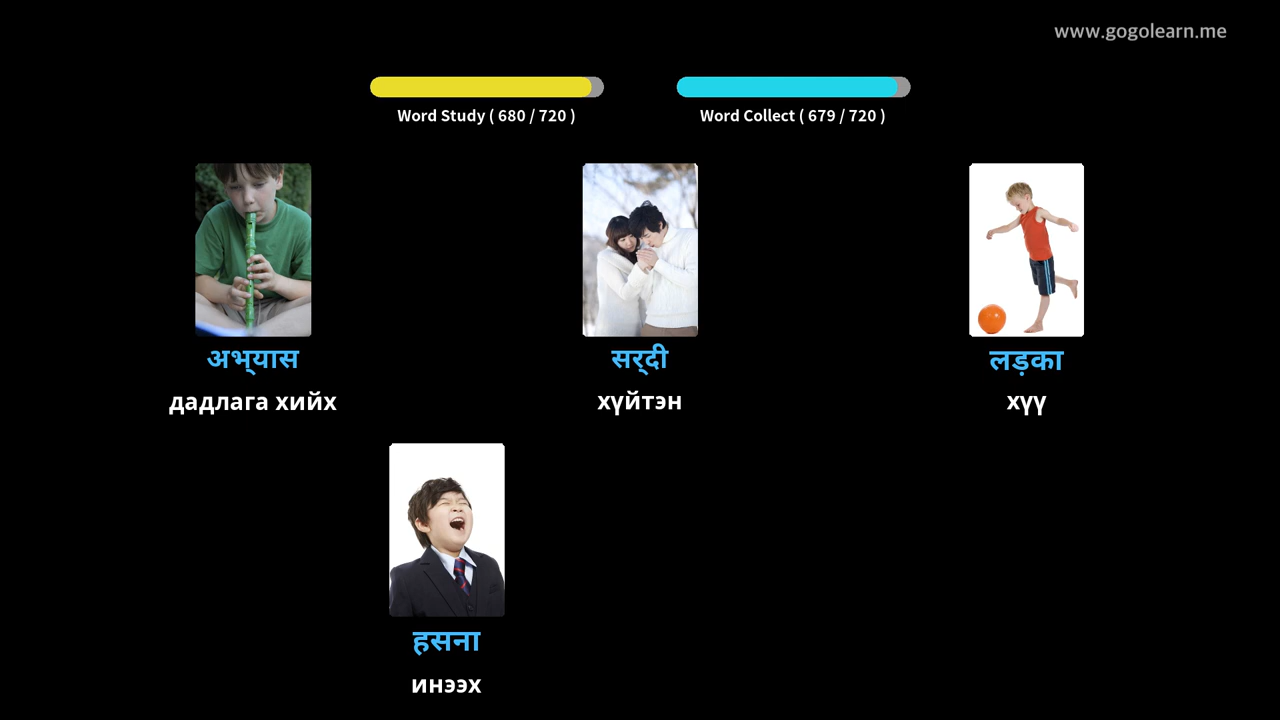 www.gogolearn.me
Word Study ( 680 / 720 )
Word Collect ( 679 / 720 )
अभ्‌यास
सर्‌दी
लड़का
дадлага хийх
хүйтэн
хүү
हसना
инээх